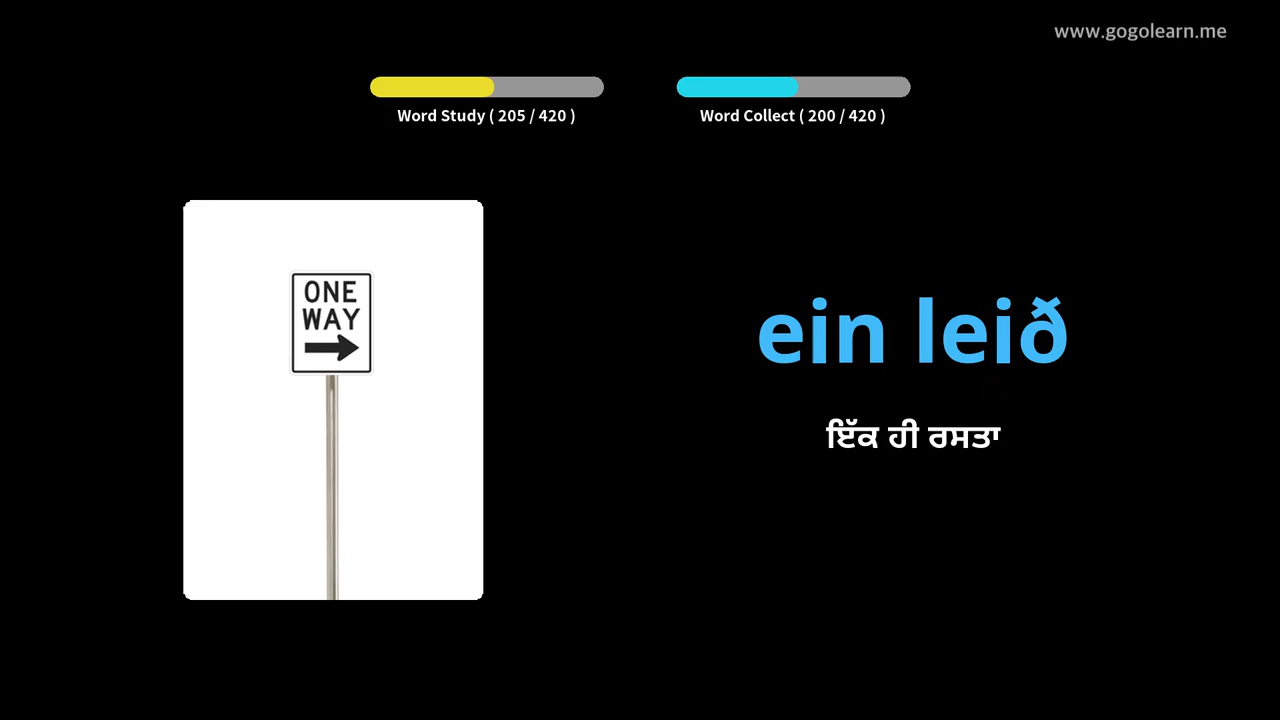 www.gogolearn.me
Word Study ( 205 / 420 )
Word Collect ( 200 / 420 )
ONE
WAY
ein leið
ਇੱਕ ਹੀ ਰਸਤਾ